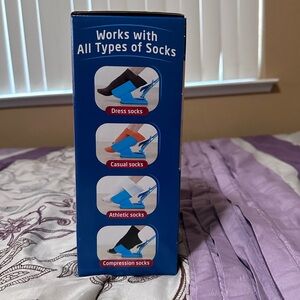 Works with
All Types of Socks
Dress socks
Casual socks
Athletic socks
Compression socks